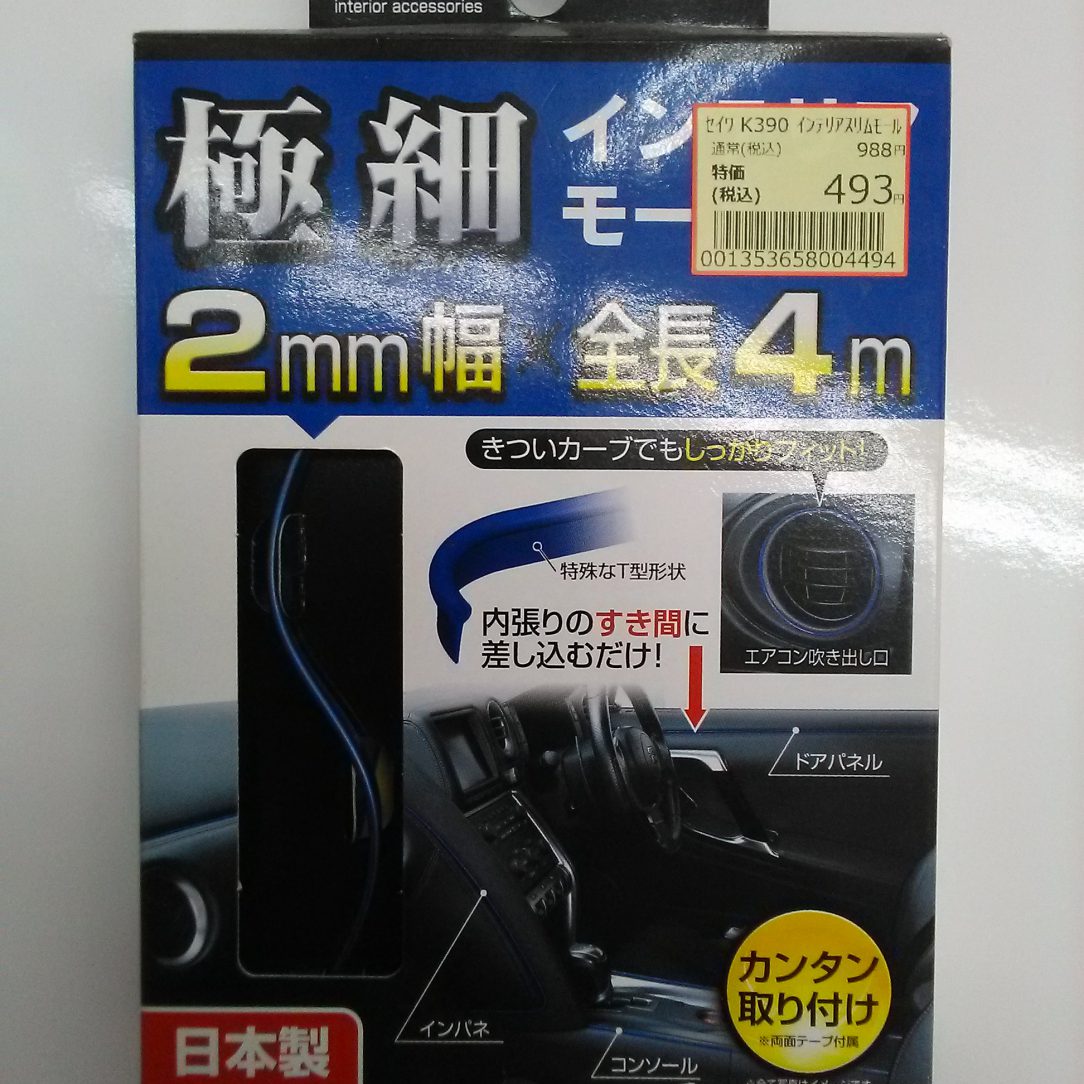 interior accessories
極細
イン
モー
セイワ K390 インテリアスリムモール
通常(税込) 988円
特価
(税込) 493円
001353658004494
2mm幅×全長4m
きついカーブでもしっかりフィット!
特殊なT型形状
内張りのすき間に
差し込むだけ!
エアコン吹き出し口
ドアパネル
インパネ
コンソール
カンタン
取り付け
※両面テープ付属
日本製